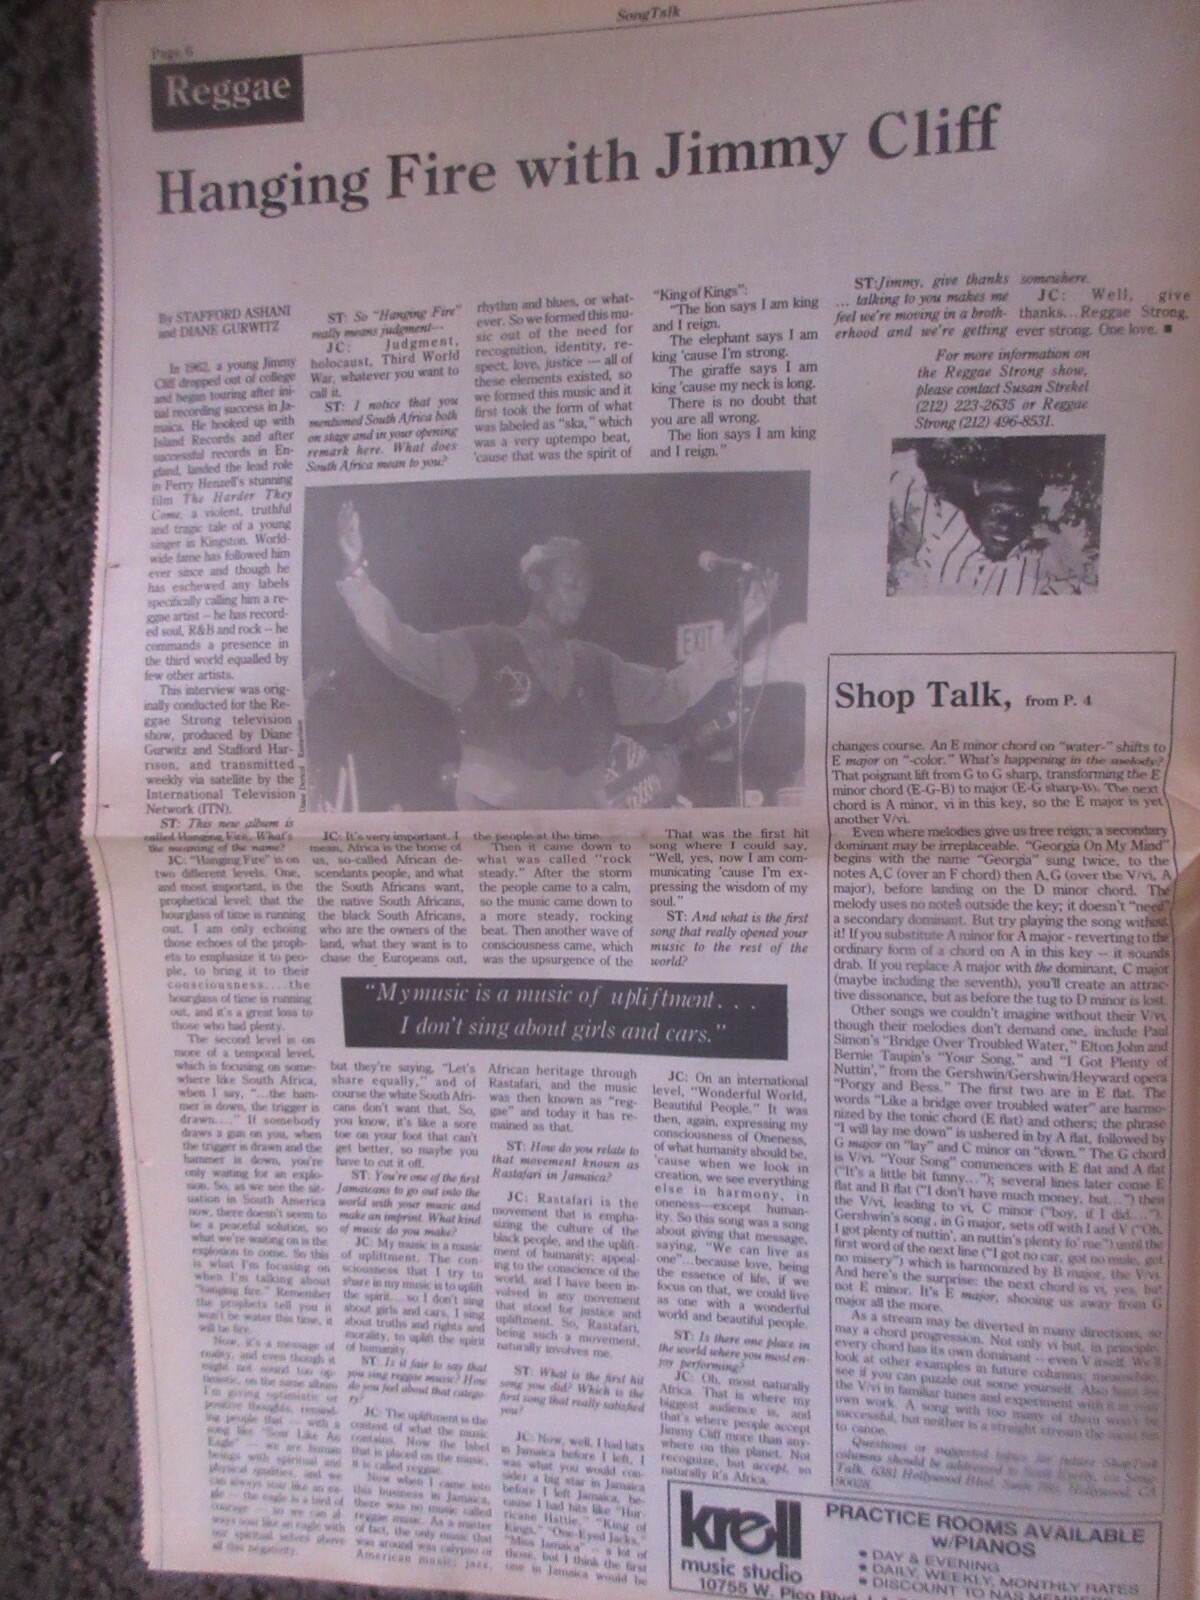 SongTalk
Page 6
Reggae
Hanging Fire with Jimmy Cliff
By STAFFORD ASHANI
and DIANE GURWITZ
In 1962, a young Jimmy
Cliff dropped out of college
and began touring after ini-
tial recording success in Ja-
maica. He hooked up with
Island Records and after
successful records in En-
gland, landed the lead role
in Perry Henzell's stunning
film The Harder They
Come, a violent, truthful
and tragic tale of a young
singer in Kingston. World-
wide fame has followed him
ever since and though he
has eschewed any labels
specifically calling him a re-
ggae artist -- he has record-
ed soul, R&B and rock -- he
commands a presence in
the third world equalled by
few other artists.
This interview was orig-
inally conducted for the Re-
ggae Strong television
show, produced by Diane
Gurwitz and Stafford Har-
rison, and transmitted
weekly via satellite by the
International Television
Network (ITN).
ST: This new album is
called Hanging Fire. What's
the meaning of the name?
JC: "Hanging Fire" is on
two different levels. One,
and most important, is the
prophetical level; that the
hourglass of time is running
out. I am only echoing
those echoes of the proph-
ets to emphasize it to peo-
ple, to bring it to their
consciousness....the
hourglass of time is running
out, and it's a great loss to
those who had plenty.
The second level is on
more of a temporal level,
which is focusing on some-
where like South Africa,
when I say, "...the ham-
mer is down, the trigger is
drawn...." If somebody
draws a gun on you, when
the trigger is drawn and the
hammer is down, you're
only waiting for an explo-
sion. So, as we see the sit-
uation in South America
now, there doesn't seem to
be a peaceful solution, so
what we're waiting on is the
explosion to come. So this
is what I'm focusing on
when I'm talking about
"hanging fire." Remember
the prophets tell you it
won't be water this time, it
will be fire.
Now, it's a message of
reality, and even though it
might not sound too op-
timistic, on the same album
I'm giving optimistic or
positive thoughts, remind-
ing people that -- with a
song like "Soar Like An
Eagle" -- we are human
beings with spiritual and
physical qualities, and we
can always soar like an ea-
gle -- the eagle is a bird of
courage -- so we can al-
ways soar like an eagle with
our spiritual selves above
all this negativity.
ST: So "Hanging Fire"
really means judgment--
JC: Judgment,
holocaust, Third World
War, whatever you want to
call it.
ST: I notice that you
mentioned South Africa both
on stage and in your opening
remark here. What does
South Africa mean to you?
JC: It's very important. I
mean, Africa is the home of
us, so-called African de-
scendants people, and what
the South Africans want,
the native South Africans,
the black South Africans,
who are the owners of the
land, what they want is to
chase the Europeans out,
but they're saying, "Let's
share equally," and of
course the white South Afri-
cans don't want that. So,
you know, it's like a sore
toe on your foot that can't
get better, so maybe you
have to cut it off.
ST: You're one of the first
Jamaicans to go out into the
world with your music and
make an imprint. What kind
of music do you make?
JC: My music is a music
of upliftment. The con-
sciousness that I try to
share in my music is to uplift
the spirit....so I don't sing
about girls and cars, I sing
about truths and rights and
morality, to uplift the spirit
of humanity.
ST: Is it fair to say that
you sing reggae music? How
do you feel about that catego-
ry?
JC: The upliftment is the
content of what the music
contains. Now the label
that is placed on the music,
it is called reggae.
Now when I came into
this business in Jamaica,
there was no music called
reggae music. As a matter
of fact, the only music that
was around was calypso or
American music; jazz,
rhythm and blues, or what-
ever. So we formed this mu-
sic out of the need for
recognition, identity, re-
spect, love, justice -- all of
these elements existed, so
we formed this music and it
first took the form of what
was labeled as "ska," which
was a very uptempo beat,
'cause that was the spirit of
the people at the time.
Then it came down to
what was called "rock
steady." After the storm
the people came to a calm,
so the music came down to
a more steady, rocking
beat. Then another wave of
consciousness came, which
was the upsurgence of the
African heritage through
Rastafari, and the music
was then known as "reg-
gae" and today it has re-
mained as that.
ST: How do you relate to
that movement known as
Rastafari in Jamaica?
JC: Rastafari is the
movement that is empha-
sizing the culture of the
black people, and the uplift-
ment of humanity; appeal-
ing to the conscience of the
world, and I have been in-
volved in any movement
that stood for justice and
upliftment. So, Rastafari,
being such a movement,
naturally involves me.
ST: What is the first hit
song you did? Which is the
first song that really satisfied
you?
JC: Now, well, I had hits
in Jamaica before I left, I
was what you would con-
sider a big star in Jamaica
before I left Jamaica, be-
cause I had hits like "Hur-
ricane Hattie," "King of
Kings," "One-Eyed Jacks,"
"Miss Jamaica" -- a lot of
those, but I think the first
one in Jamaica would be
"King of Kings":
"The lion says I am king
and I reign.
The elephant says I am
king 'cause I'm strong.
The giraffe says I am
king 'cause my neck is long.
There is no doubt that
you are all wrong.
The lion says I am king
and I reign."
That was the first hit
song where I could say,
"Well, yes, now I am com-
municating 'cause I'm ex-
pressing the wisdom of my
soul."
ST: And what is the first
song that really opened your
music to the rest of the
world?
JC: On an international
level, "Wonderful World,
Beautiful People." It was
then, again, expressing my
consciousness of Oneness,
of what humanity should be,
'cause when we look in
creation, we see everything
else in harmony, in
oneness--except human-
ity. So this song was a song
about giving that message,
saying, "We can live as
one"...because love, being
the essence of life, if we
focus on that, we could live
as one with a wonderful
world and beautiful people.
ST: Is there one place in
the world where you most en-
joy performing?
JC: Oh, most naturally
Africa. That is where my
biggest audience is, and
that's where people accept
Jimmy Cliff more than any-
where on this planet. Not
recognize, but accept, so
naturally it's Africa.
ST: Jimmy, give thanks
... talking to you makes me
feel we're moving in a broth-
erhood and we're getting
somewhere.
JC: Well, give
thanks...Reggae Strong,
ever strong. One love. ■
For more information on
the Reggae Strong show,
please contact Susan Strekel
(212) 223-2635 or Reggae
Strong (212) 496-8531.
EXIT
"My music is a music of upliftment. . .
I don't sing about girls and cars."
Shop Talk, from P. 4
changes course. An E minor chord on "water-" shifts to
E major on "-color." What's happening in the melody?
That poignant lift from G to G sharp, transforming the E
minor chord (E-G-B) to major (E-G sharp-B). The next
chord is A minor, vi in this key, so the E major is yet
another V/vi.
Even where melodies give us free reign, a secondary
dominant may be irreplaceable. "Georgia On My Mind"
begins with the name "Georgia" sung twice, to the
notes A,C (over an F chord) then A,G (over the V/vi, A
major), before landing on the D minor chord. The
melody uses no notes outside the key; it doesn't "need"
a secondary dominant. But try playing the song without
it! If you substitute A minor for A major - reverting to the
ordinary form of a chord on A in this key -- it sounds
drab. If you replace A major with the dominant, C major
(maybe including the seventh), you'll create an attrac-
tive dissonance, but as before the tug to D minor is lost.
Other songs we couldn't imagine without their V/vi,
though their melodies don't demand one, include Paul
Simon's "Bridge Over Troubled Water," Elton John and
Bernie Taupin's "Your Song," and "I Got Plenty of
Nuttin'," from the Gershwin/Gershwin/Heyward opera
"Porgy and Bess." The first two are in E flat. The
words "Like a bridge over troubled water" are harmo-
nized by the tonic chord (E flat) and others; the phrase
"I will lay me down" is ushered in by A flat, followed by
G major on "lay" and C minor on "down." The G chord
is V/vi. "Your Song" commences with E flat and A flat
("It's a little bit funny..."); several lines later come E
flat and B flat ("I don't have much money, but...") then
the V/vi, leading to vi, C minor ("boy, if I did....").
Gershwin's song, in G major, sets off with I and V ("Oh,
I got plenty of nuttin', an nuttin's plenty fo' me") until the
first word of the next line ("I got no car, got no mule, got
no misery") which is harmonized by B major, the V/vi.
And here's the surprise: the next chord is vi, yes, but
not E minor. It's E major, shooing us away from G
major all the more.
As a stream may be diverted in many directions, so
may a chord progression. Not only vi but, in principle,
every chord has its own dominant -- even V itself. We'll
look at other examples in future columns; meanwhile,
see if you can puzzle out some yourself. Also
the V/vi in familiar tunes and experiment with it in your
own work. A song with too many of them won't be
successful, but neither is a straight stream the most fun
to canoe.
Questions or suggested topics for future ShopTalk
columns should be addressed to Song
Talk, 6381 Hollywood Blvd. Suite 780, Hollywood, CA
90028.
krell
music studio
10755 W. Pico Blvd.
PRACTICE ROOMS AVAILABLE
W/PIANOS
• DAY & EVENING
• DAILY, WEEKLY, MONTHLY RATES
• DISCOUNT TO NAS MEMBERS